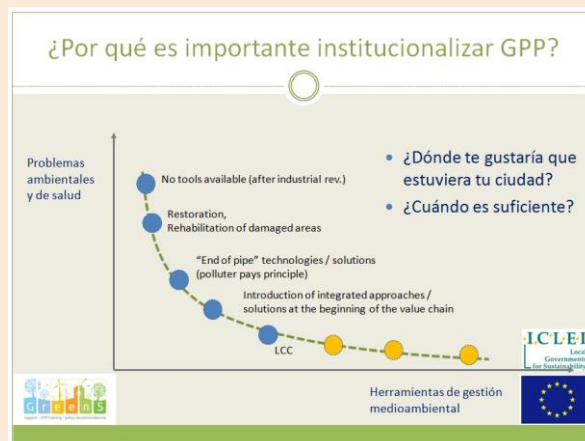 ¿Por qué es importante institucionalizar GPP?
Problemas
ambientales
y de salud
No tools available (after industrial rev.)
Restoration,
Rehabilitation of damaged areas
"End of pipe" technologies / solutions
(polluter pays principle)
Introduction of integrated approaches /
solutions at the beginning of the value chain
LCC
• ¿Dónde te gustaría que
estuviera tu ciudad?
• ¿Cuándo es suficiente?
Herramientas de gestión
medioambiental
I.C.L.E.I
Local
Governments
for Sustainability
GreenS